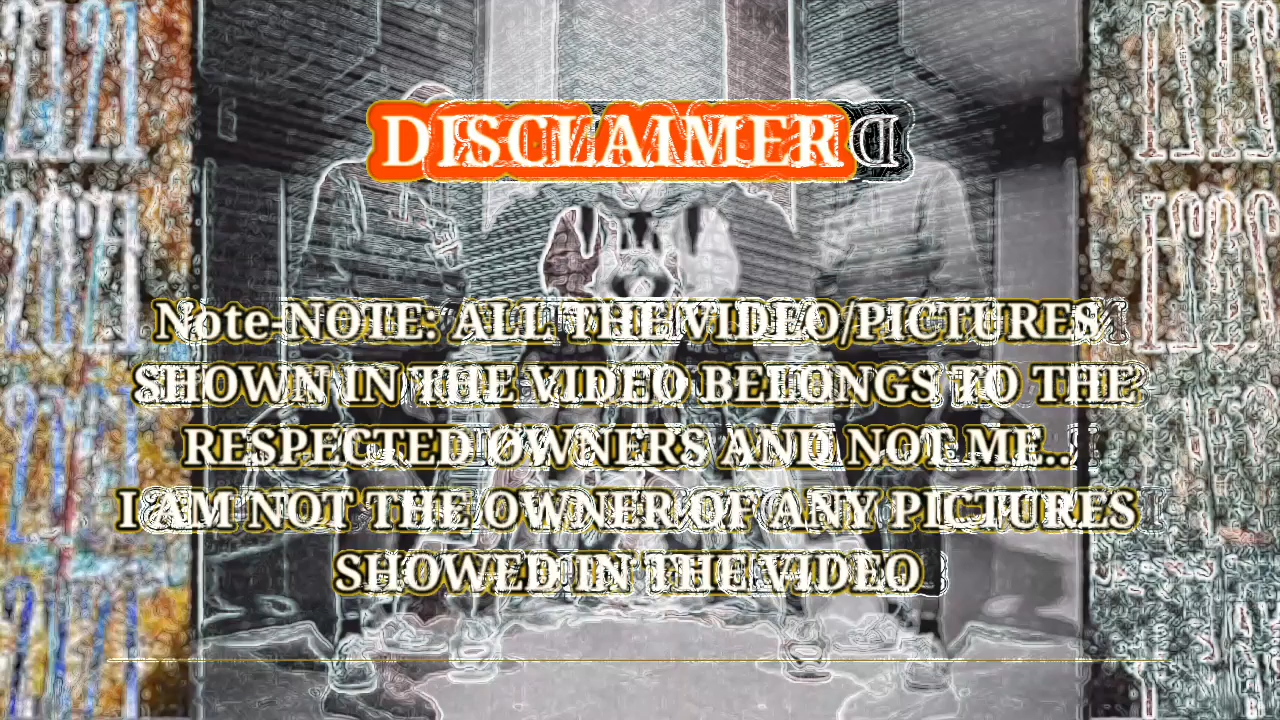 DISCLAIMER
Note-NOTE: ALL THE VIDEO/PICTURES
SHOWN IN THE VIDEO BELONGS TO THE
RESPECTED OWNERS AND NOT ME..
I AM NOT THE OWNER OF ANY PICTURES
SHOWED IN THE VIDEO